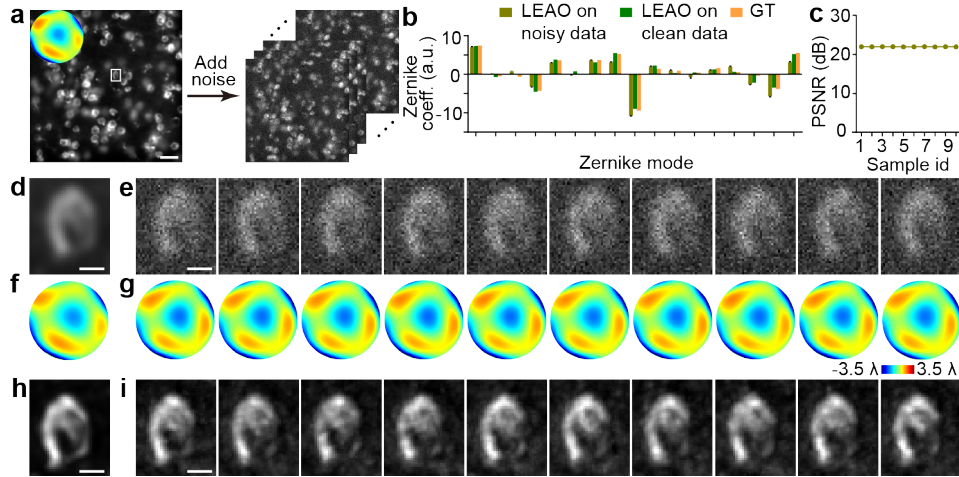 a
Add
noise
b
LEAO on
noisy data
LEAO on
clean data
GT
Zernike
coeff. (a.u.)
10
0
-10
Zernike mode
c
PSNR (dB)
30
20
10
0
1 3 5 7 9
Sample id
d
e
f
g
-3.5 λ
3.5 λ
h
i